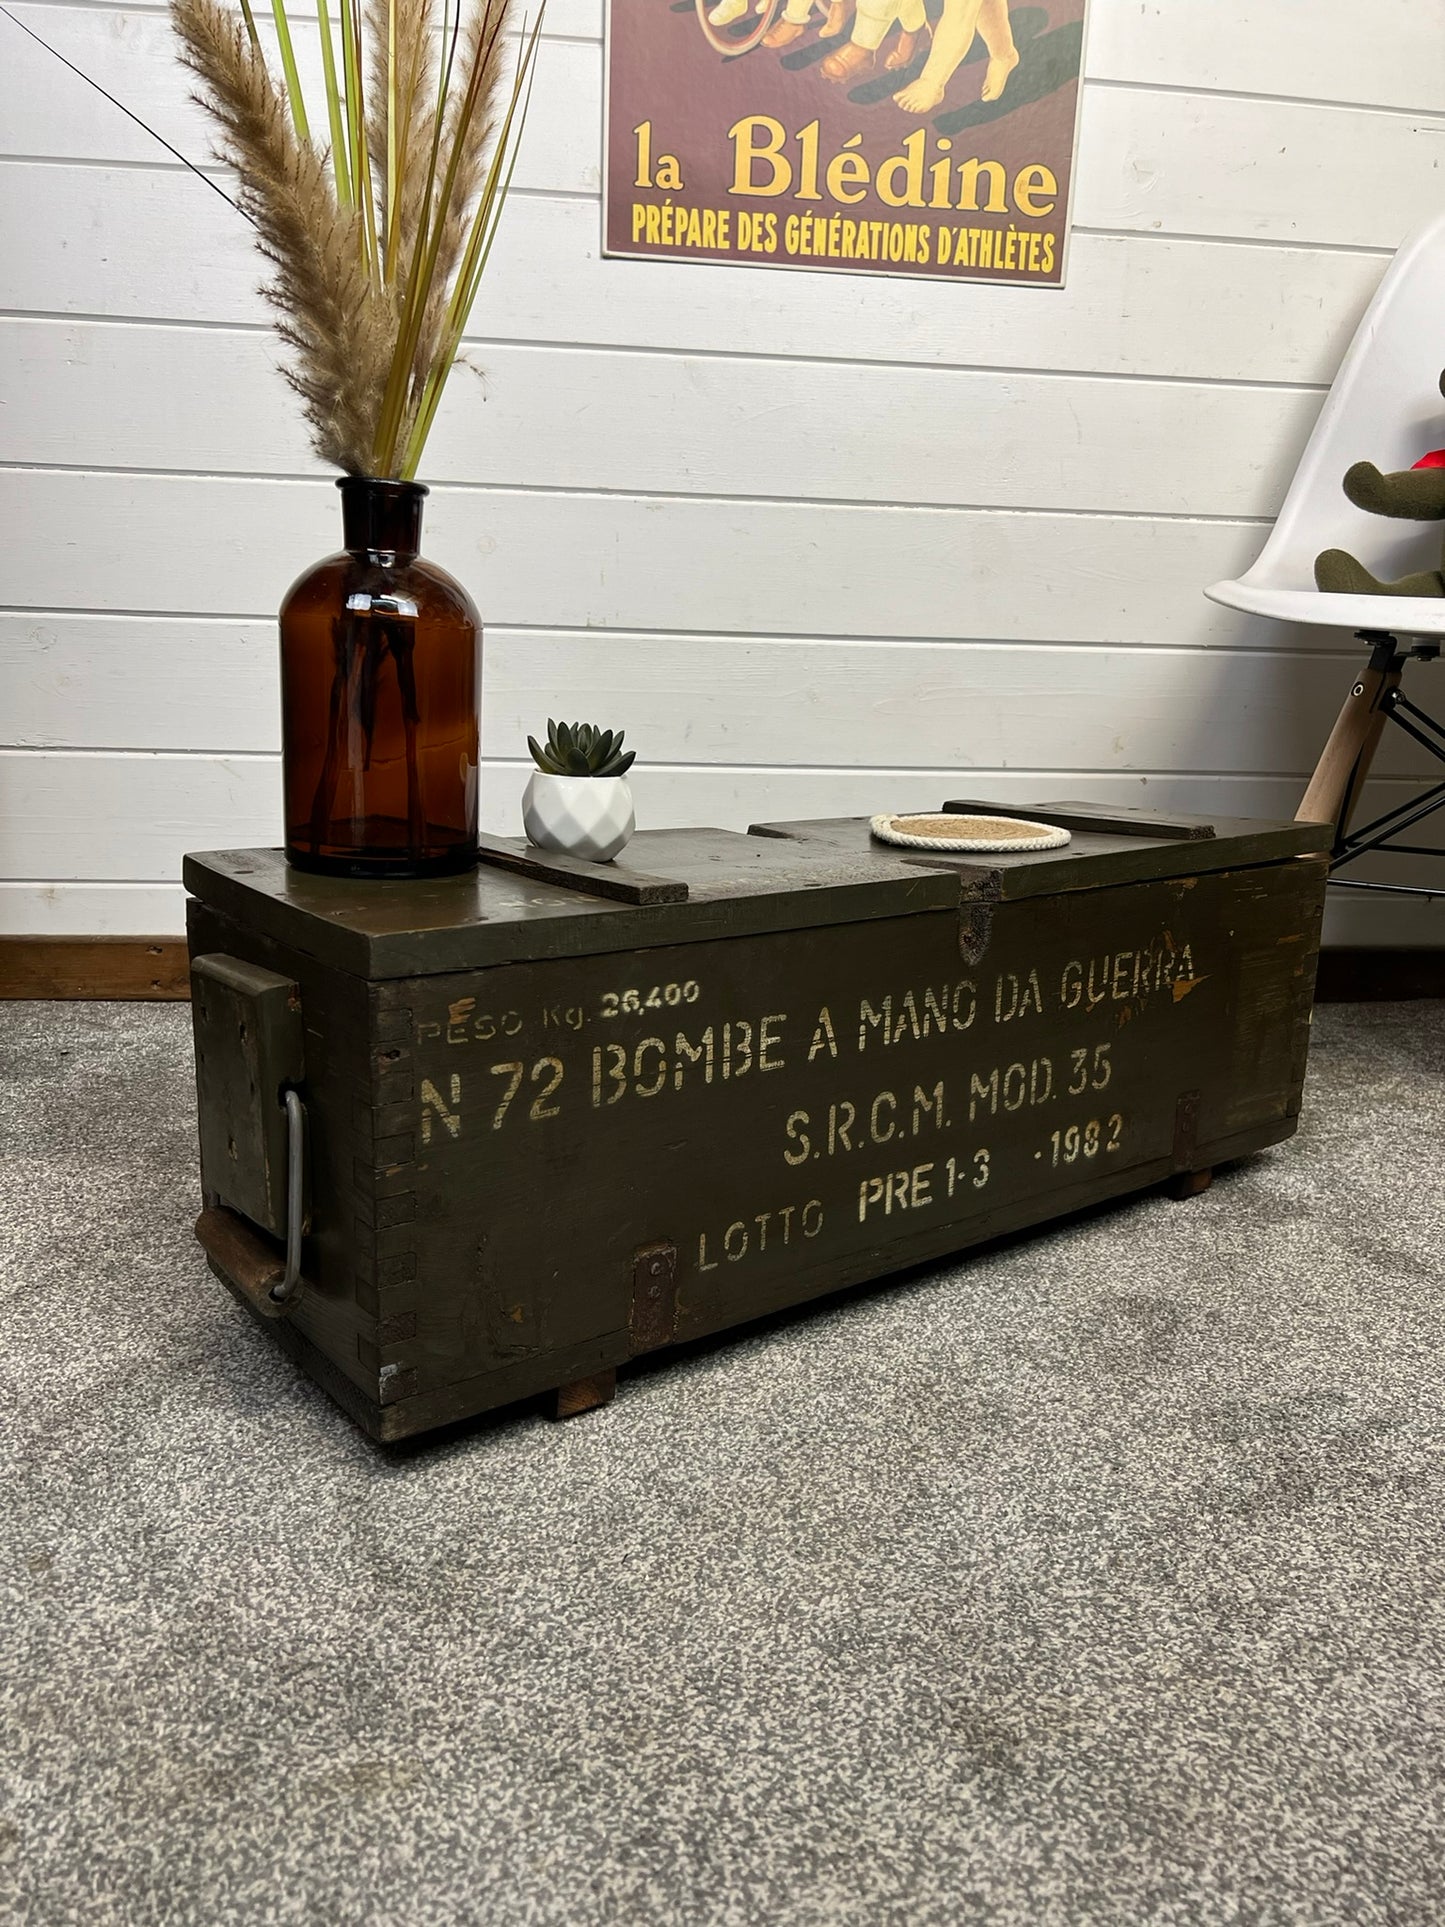 la Blédine
PRÉPARE DES GÉNÉRATIONS D'ATHLÈTES
PESO Kg. 26,400
N 72 BOMBE A MANO DA GUERRA
S.R.C.M. MOD. 35
LOTTO PRE 1-3 -1982